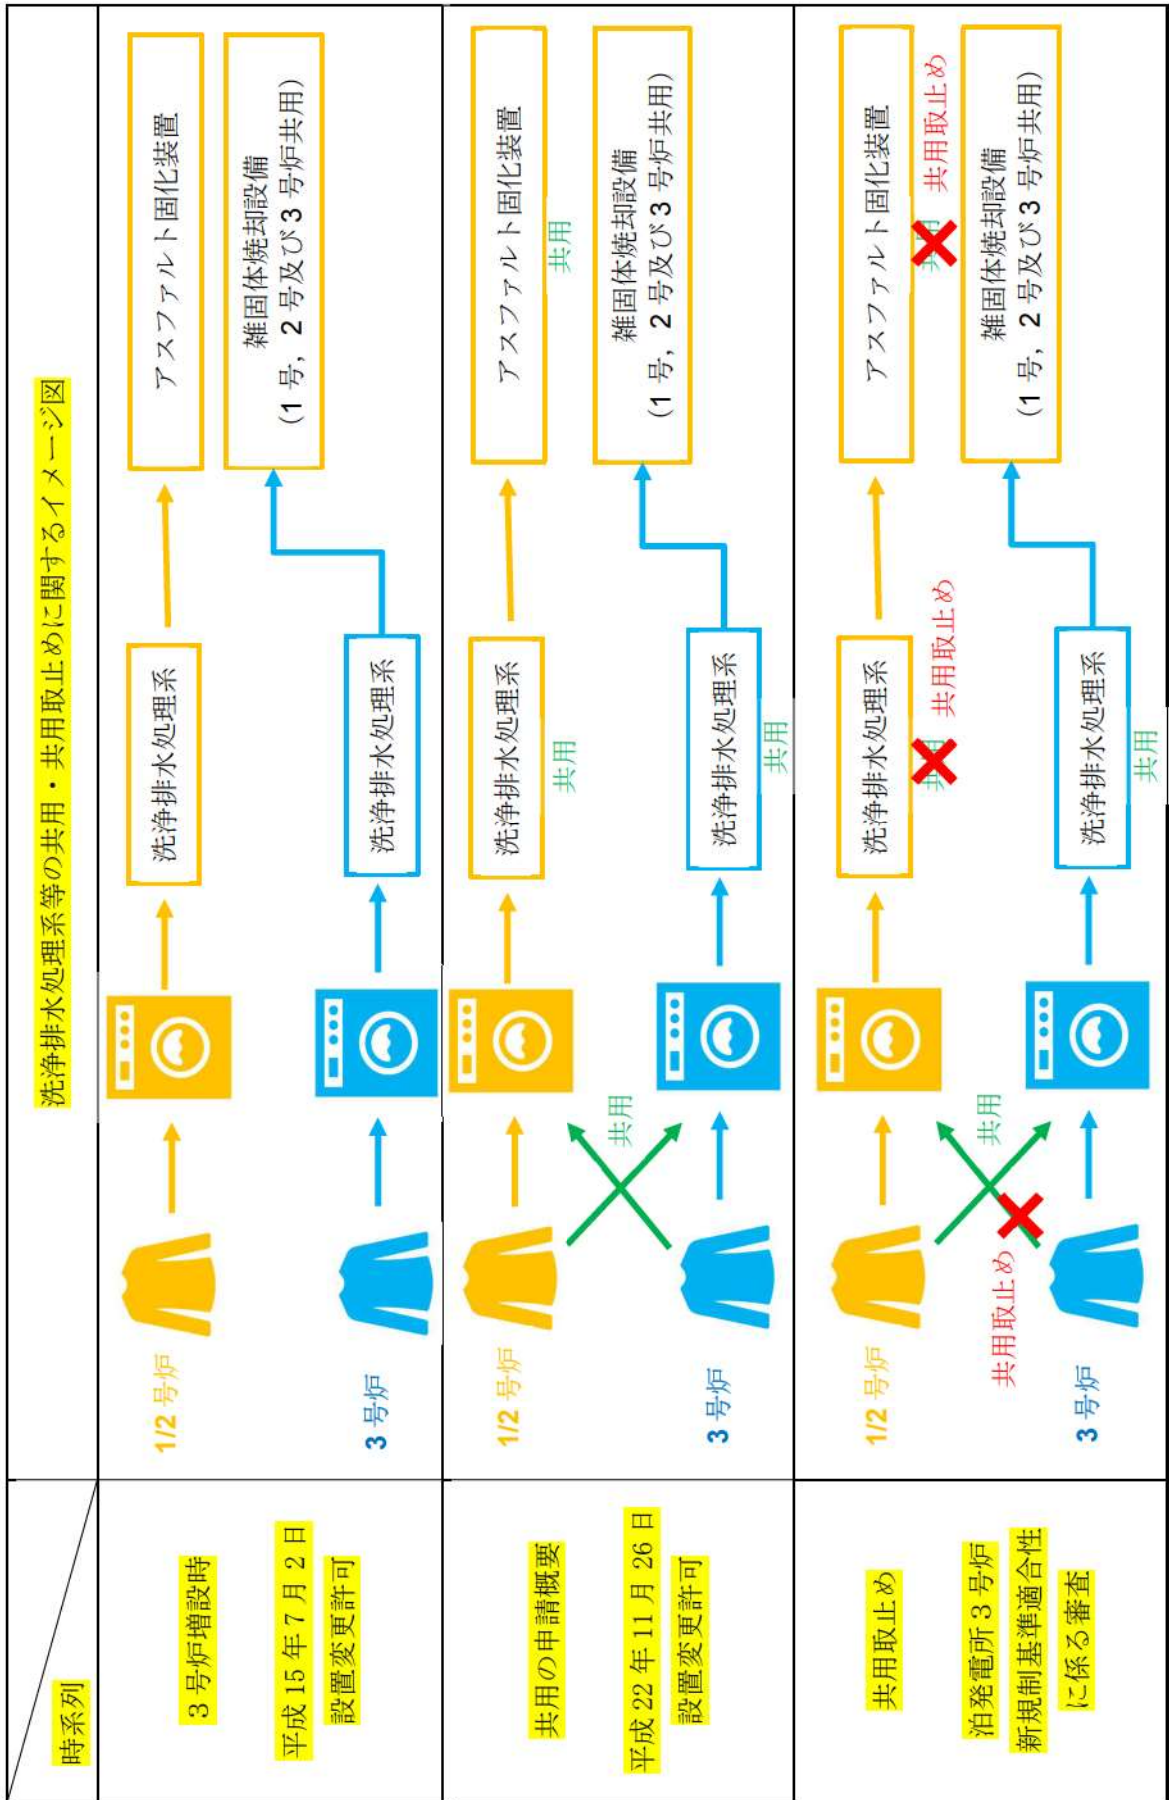 洗浄排水処理系等の共用・共用取止めに関するイメージ図
時系列
3号炉増設時
平成 15 年 7 月 2 日
設置変更許可
1/2 号炉
洗浄排水処理系
アスファルト固化装置
3 号炉
洗浄排水処理系
雑固体焼却設備
(1 号, 2 号及び 3 号炉共用)
共用の申請概要
平成 22 年 11 月 26 日
設置変更許可
1/2 号炉
洗浄排水処理系
共用
アスファルト固化装置
共用
共用
3 号炉
洗浄排水処理系
共用
雑固体焼却設備
(1 号, 2 号及び 3 号炉共用)
共用取止め
泊発電所 3 号炉
新規制基準適合性
に係る審査
1/2 号炉
洗浄排水処理系
共用 共用取止め
アスファルト固化装置
共用 共用取止め
共用
共用取止め
3 号炉
洗浄排水処理系
共用
雑固体焼却設備
(1 号, 2 号及び 3 号炉共用)